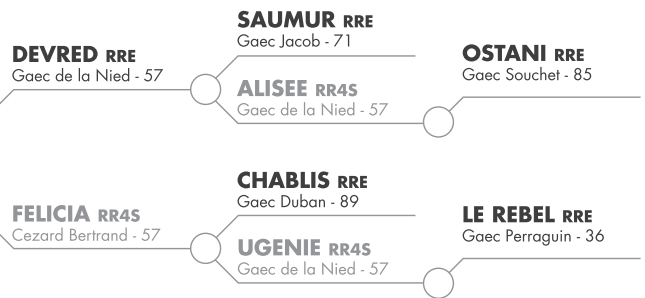 SAUMUR RRE
Gaec Jacob - 71
DEVRED RRE
Gaec de la Nied - 57
OSTANI RRE
Gaec Souchet - 85
ALISEE RR4S
Gaec de la Nied - 57
CHABLIS RRE
Gaec Duban - 89
FELICIA RR4S
Cezard Bertrand - 57
LE REBEL RRE
Gaec Perraguin - 36
UGENIE RR4S
Gaec de la Nied - 57